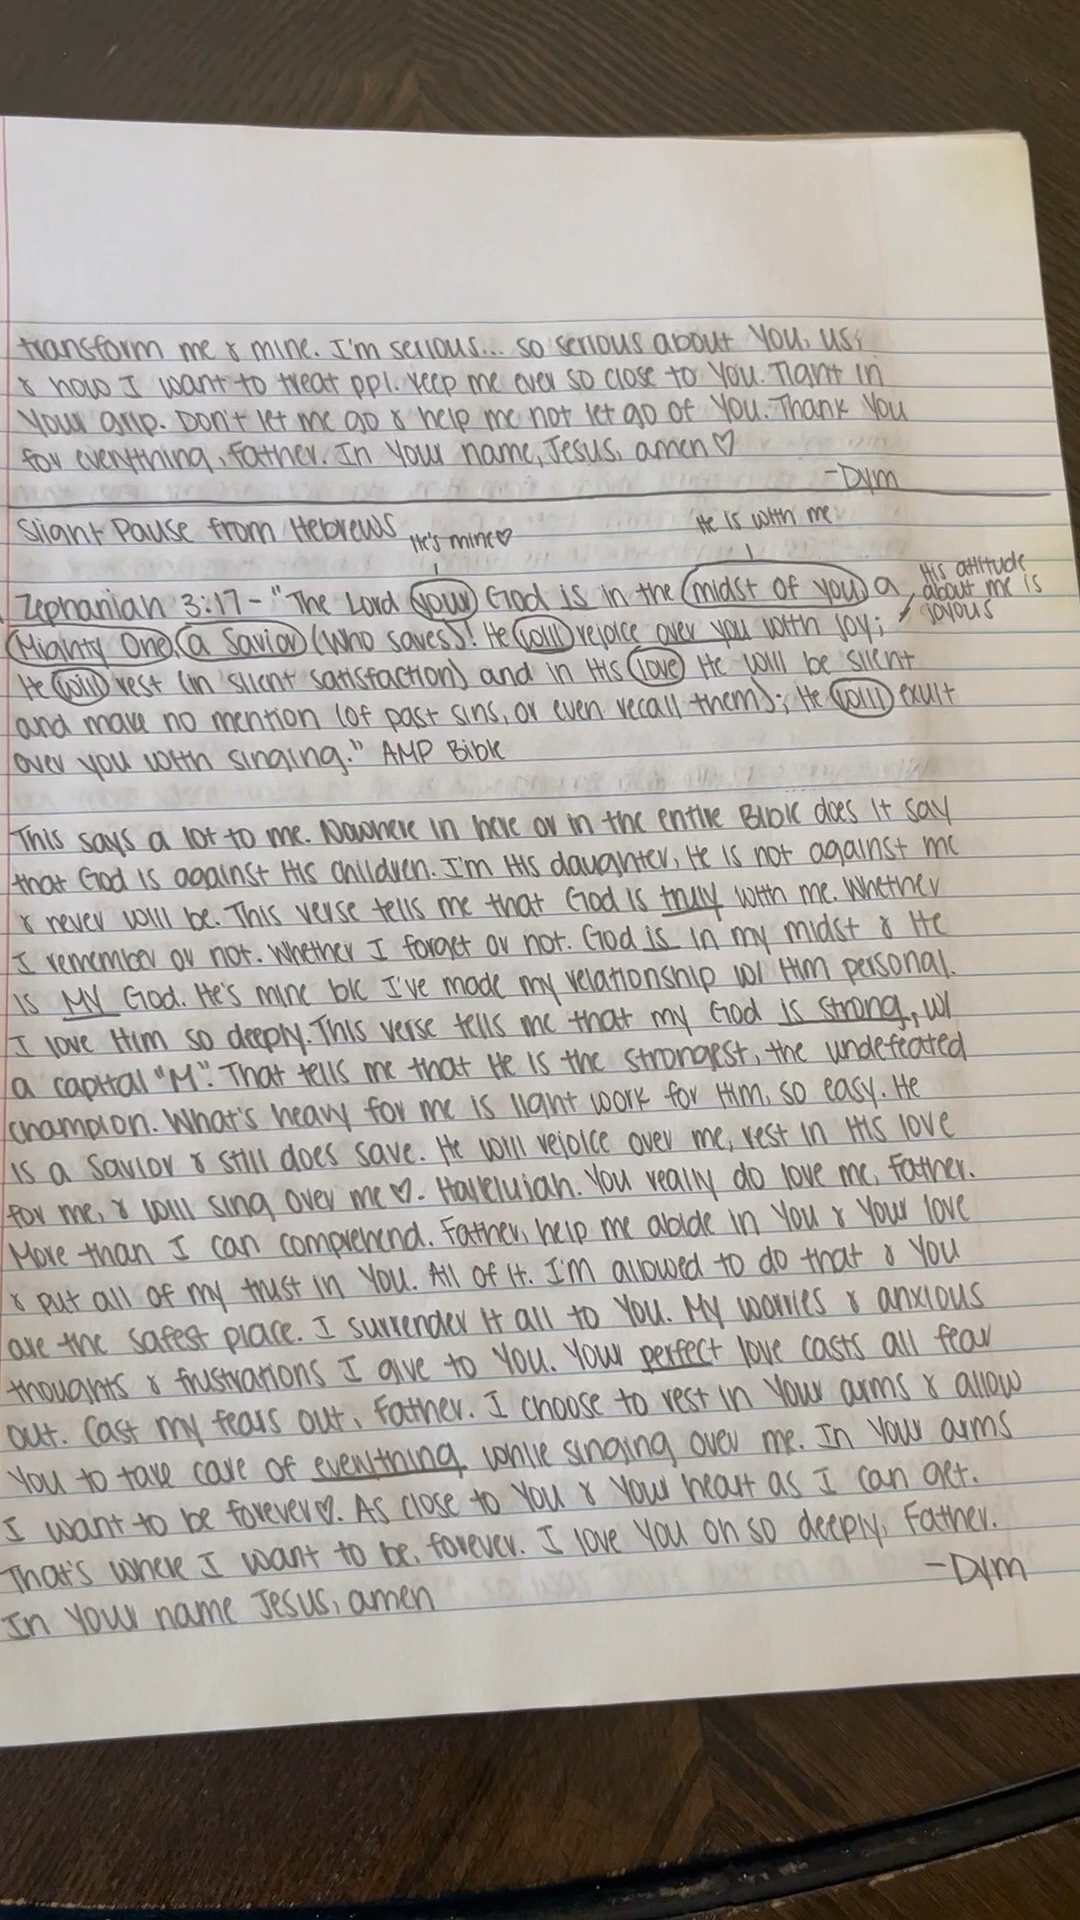 transform me & mine. I'm serious... so serious about You, us,
& how I want to treat ppl. Keep me ever so close to You. Tight in
Your grip. Don't let me go & help me not let go of You. Thank You
for everything, Father. In Your name, Jesus, amen♡
-Dym
Slight Pause from Hebrews
He's mine♡
He is with me
Zephaniah 3:17- "The Lord your God is in the midst of you, a
His attitude
about me is
joyous
Mighty One, a Savior (Who saves)! He will rejoice over you with joy;
He will rest (in silent satisfaction) and in His love He will be silent
and make no mention (of past sins, or even recall them); He will exult
over you with singing." AMP Bible
This says a lot to me. Nowhere in here or in the entire Bible does it say
that God is against His children. I'm His daughter, He is not against me
& never will be. This verse tells me that God is truly with me. Whether
I remember or not. Whether I forget or not. God is in my midst & He
is MY God. He's mine b/c I've made my relationship w/ Him personal.
I love Him so deeply. This verse tells me that my God is strong, w/
a capital "M". That tells me that He is the strongest, the undefeated
champion. What's heavy for me is light work for Him, so easy. He
is a Savior & still does save. He will rejoice over me, rest in His love
for me, & will sing over me♡. Hallelujah. You really do love me, Father.
More than I can comprehend. Father, help me abide in You & Your love
& put all of my trust in You. All of it. I'm allowed to do that & You
are the safest place. I surrender it all to You. My worries & anxious
thoughts & frustrations I give to You. Your perfect love casts all fear
out. Cast my fears out, Father. I choose to rest in Your arms & allow
You to take care of everything while singing over me. In Your arms
I want to be forever♡. As close to You & Your heart as I can get.
That's where I want to be, forever. I love You oh so deeply, Father.
-Dym
In Your name Jesus, amen